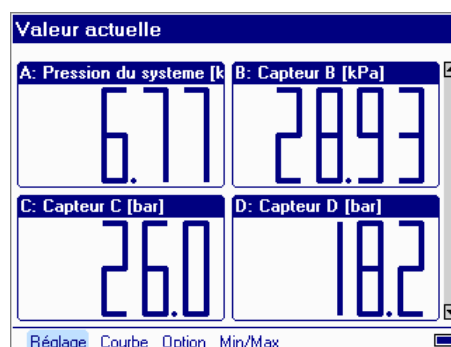 Valeur actuelle
A: Pression du systeme [k
B: Capteur B [kPa]
6.77
28.93
C: Capteur C [bar]
D: Capteur D [bar]
26.0
18.2
Réglage Courbe Option Min/Max